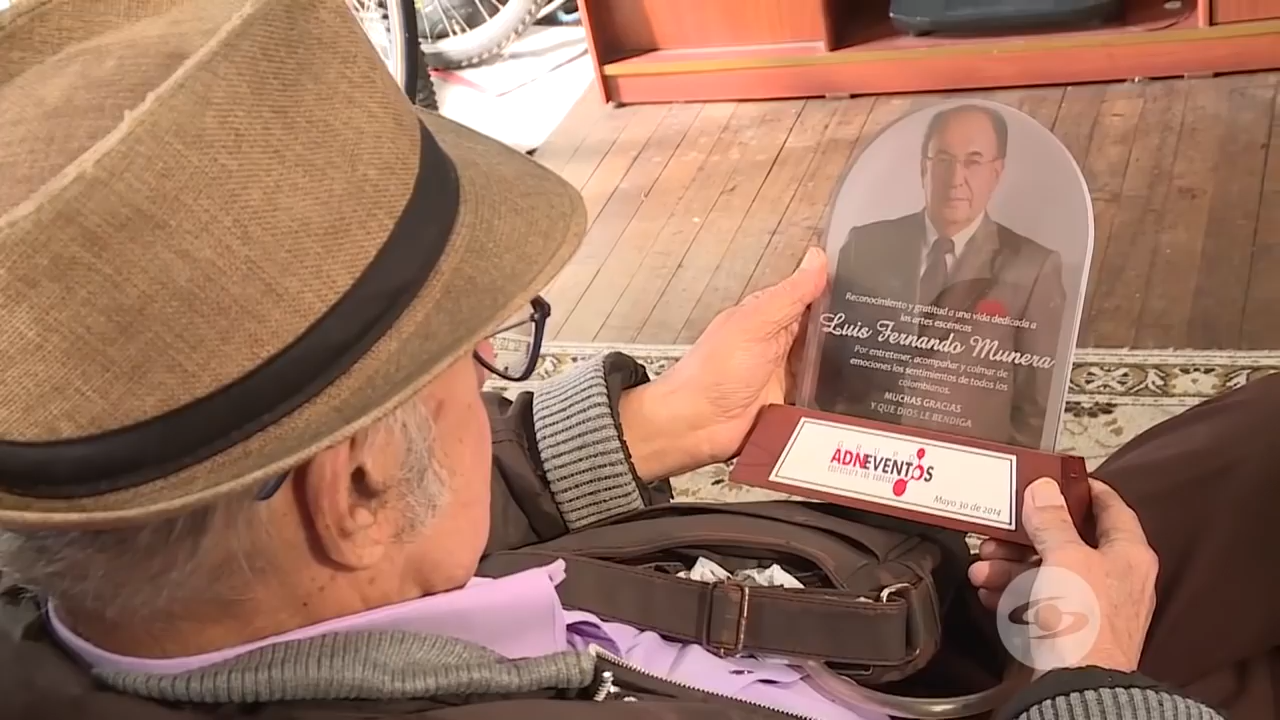 Reconocimiento y gratitud a una vida dedicada a
las artes escénicas
Luis Fernando Munera
Por entretener, acompañar y colmar de
emociones los sentimientos de todos los
colombianos.
MUCHAS GRACIAS
Y QUE DIOS LE BENDIGA
GRUPO
ADNEVENTOS
Mayo 30 de 2014